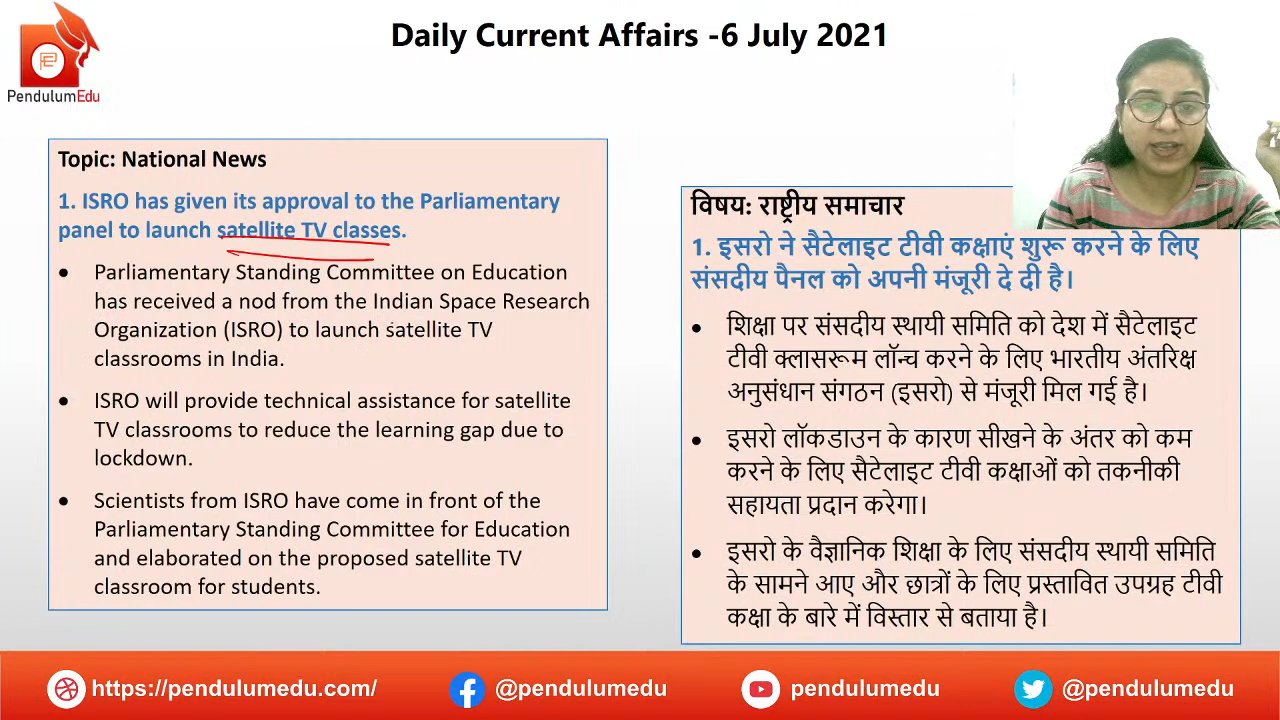 Daily Current Affairs -6 July 2021
PendulumEdu
Topic: National News
1. ISRO has given its approval to the Parliamentary
panel to launch satellite TV classes.
• Parliamentary Standing Committee on Education
has received a nod from the Indian Space Research
Organization (ISRO) to launch satellite TV
classrooms in India.
• ISRO will provide technical assistance for satellite
TV classrooms to reduce the learning gap due to
lockdown.
• Scientists from ISRO have come in front of the
Parliamentary Standing Committee for Education
and elaborated on the proposed satellite TV
classroom for students.
विषय: राष्ट्रीय समाचार
1. इसरो ने सैटेलाइट टीवी कक्षाएं शुरू करने के लिए
संसदीय पैनल को अपनी मंजूरी दे दी है।
• शिक्षा पर संसदीय स्थायी समिति को देश में सैटेलाइट
टीवी क्लासरूम लॉन्च करने के लिए भारतीय अंतरिक्ष
अनुसंधान संगठन (इसरो) से मंजूरी मिल गई है।
• इसरो लॉकडाउन के कारण सीखने के अंतर को कम
करने के लिए सैटेलाइट टीवी कक्षाओं को तकनीकी
सहायता प्रदान करेगा।
• इसरो के वैज्ञानिक शिक्षा के लिए संसदीय स्थायी समिति
के सामने आए और छात्रों के लिए प्रस्तावित उपग्रह टीवी
कक्षा के बारे में विस्तार से बताया है।
https://pendulumedu.com/
@pendulumedu
pendulumedu
@pendulumedu